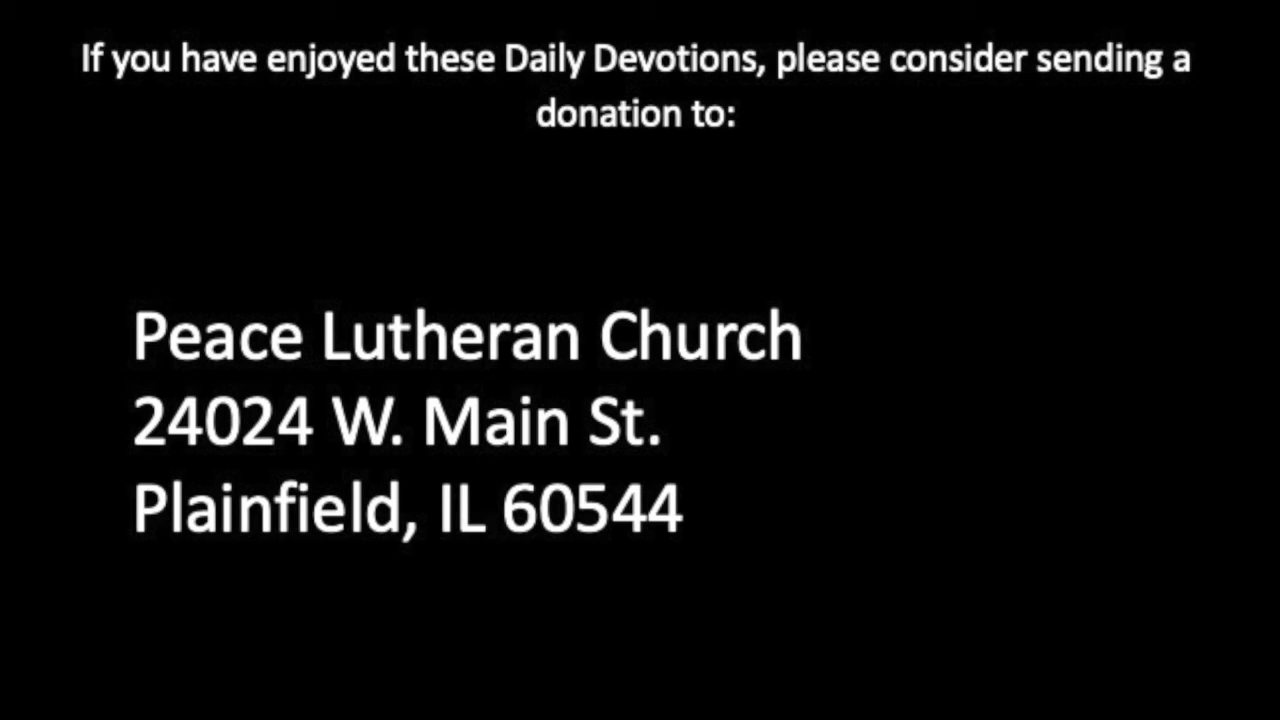 If you have enjoyed these Daily Devotions, please consider sending a
donation to:
Peace Lutheran Church
24024 W. Main St.
Plainfield, IL 60544